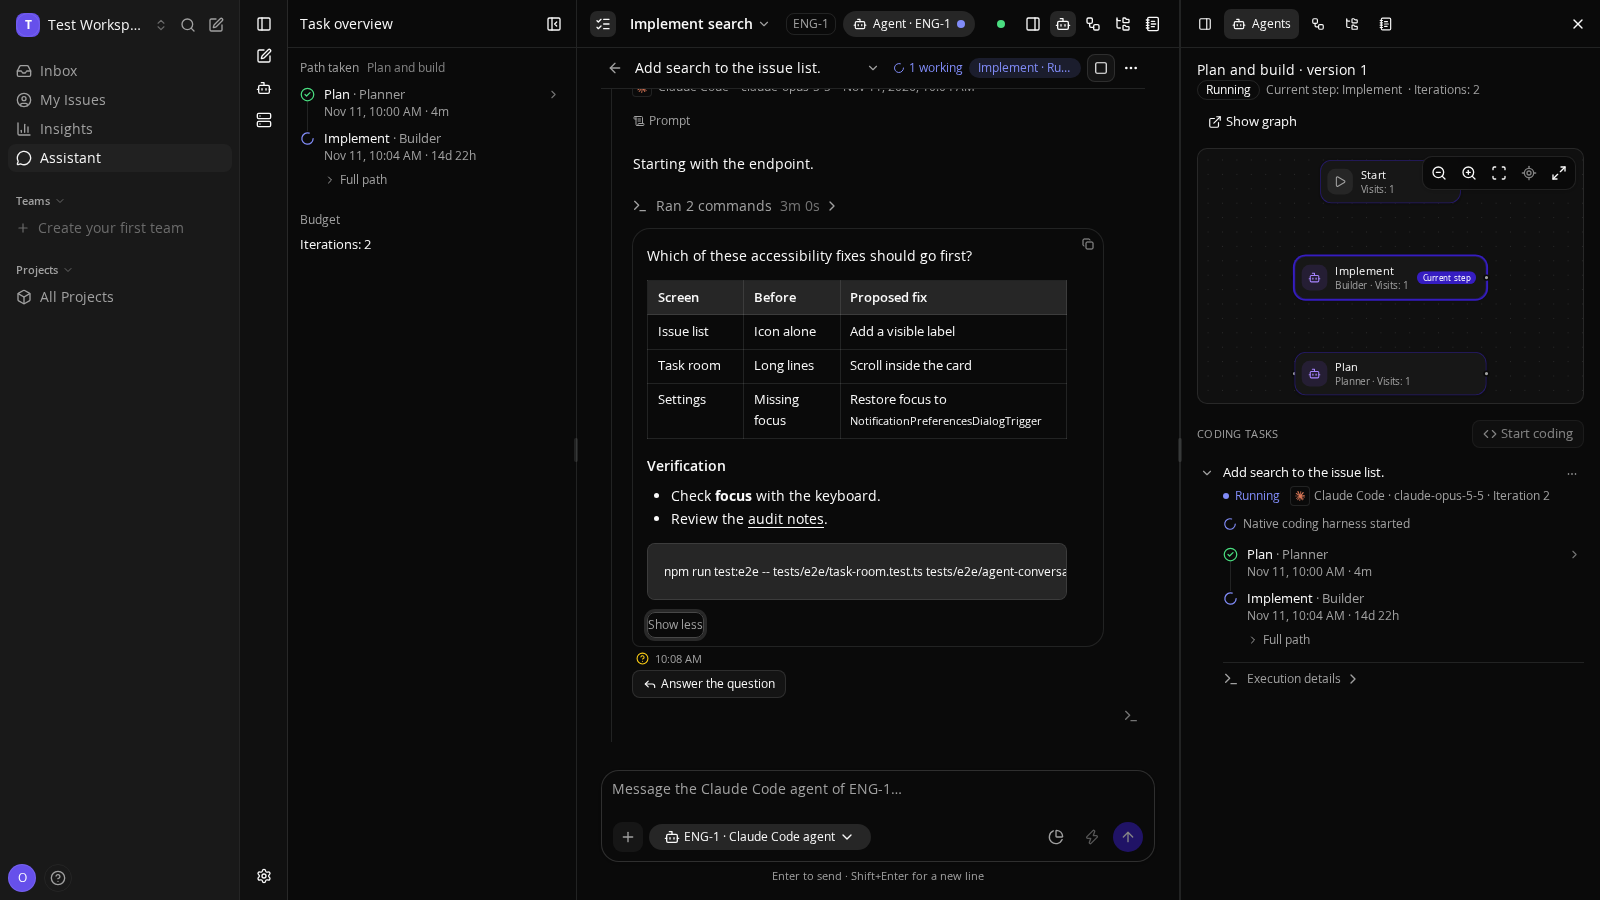 T
Test Worksp...
Inbox
My Issues
Insights
Assistant
Teams
Create your first team
Projects
All Projects
O
Task overview
Path taken Plan and build
Plan · Planner
Nov 11, 10:00 AM · 4m
Implement · Builder
Nov 11, 10:04 AM · 14d 22h
Full path
Budget
Iterations: 2
Implement search
ENG-1
Agent · ENG-1
Add search to the issue list.
1 working
Implement · Ru...
Prompt
Starting with the endpoint.
Ran 2 commands 3m 0s
Which of these accessibility fixes should go first?
Screen Before Proposed fix
Issue list Icon alone Add a visible label
Task room Long lines Scroll inside the card
Settings Missing focus Restore focus to NotificationPreferencesDialogTrigger
Verification
Check focus with the keyboard.
Review the audit notes.
npm run test:e2e -- tests/e2e/task-room.test.ts tests/e2e/agent-conversa
Show less
10:08 AM
Answer the question
Message the Claude Code agent of ENG-1...
ENG-1 · Claude Code agent
Enter to send · Shift+Enter for a new line
Agents
Plan and build · version 1
Running Current step: Implement · Iterations: 2
Show graph
Start
Visits: 1
Implement
Builder · Visits: 1
Current step
Plan
Planner · Visits: 1
CODING TASKS
Start coding
Add search to the issue list.
Running Claude Code · claude-opus-5-5 · Iteration 2
Native coding harness started
Plan · Planner
Nov 11, 10:00 AM · 4m
Implement · Builder
Nov 11, 10:04 AM · 14d 22h
Full path
Execution details